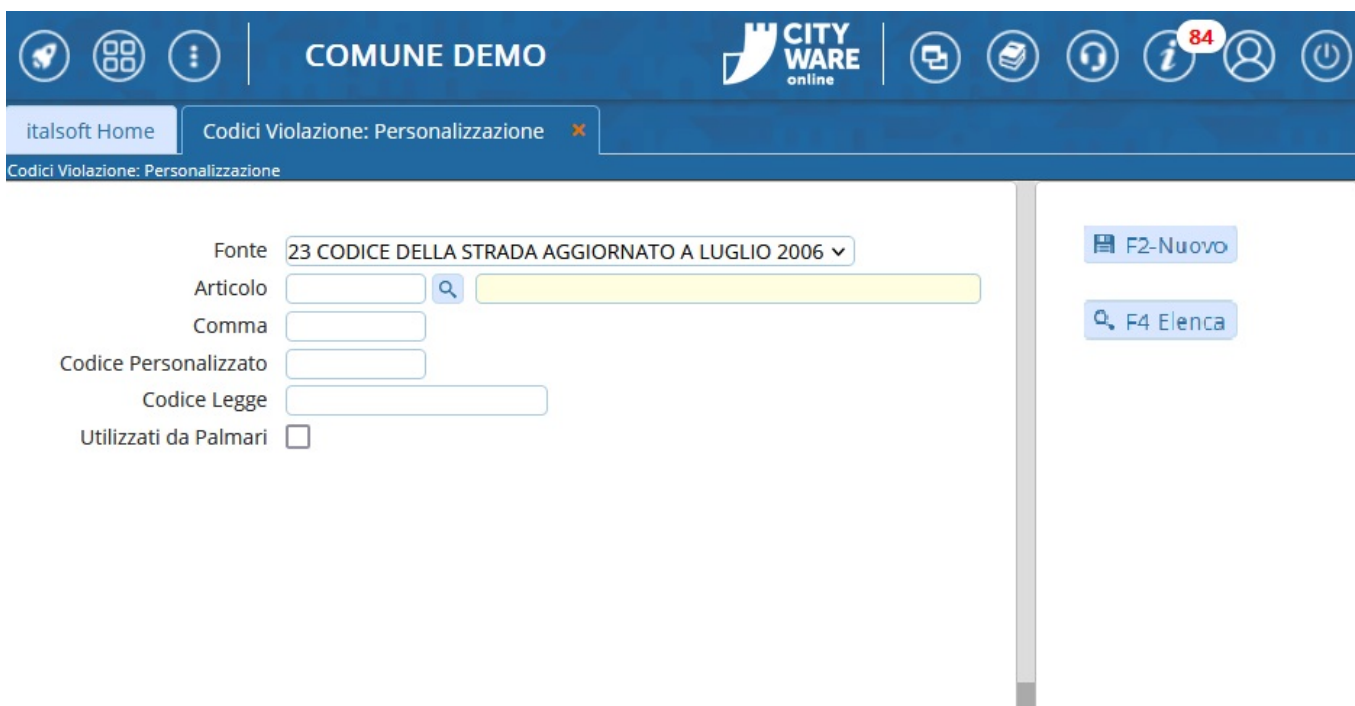 COMUNE DEMO
CITY
WARE
online
84
italsoft Home
Codici Violazione: Personalizzazione
Codici Violazione: Personalizzazione
Fonte 23 CODICE DELLA STRADA AGGIORNATO A LUGLIO 2006
F2-Nuovo
Articolo
Comma
F4 Elenca
Codice Personalizzato
Codice Legge
Utilizzati da Palmari